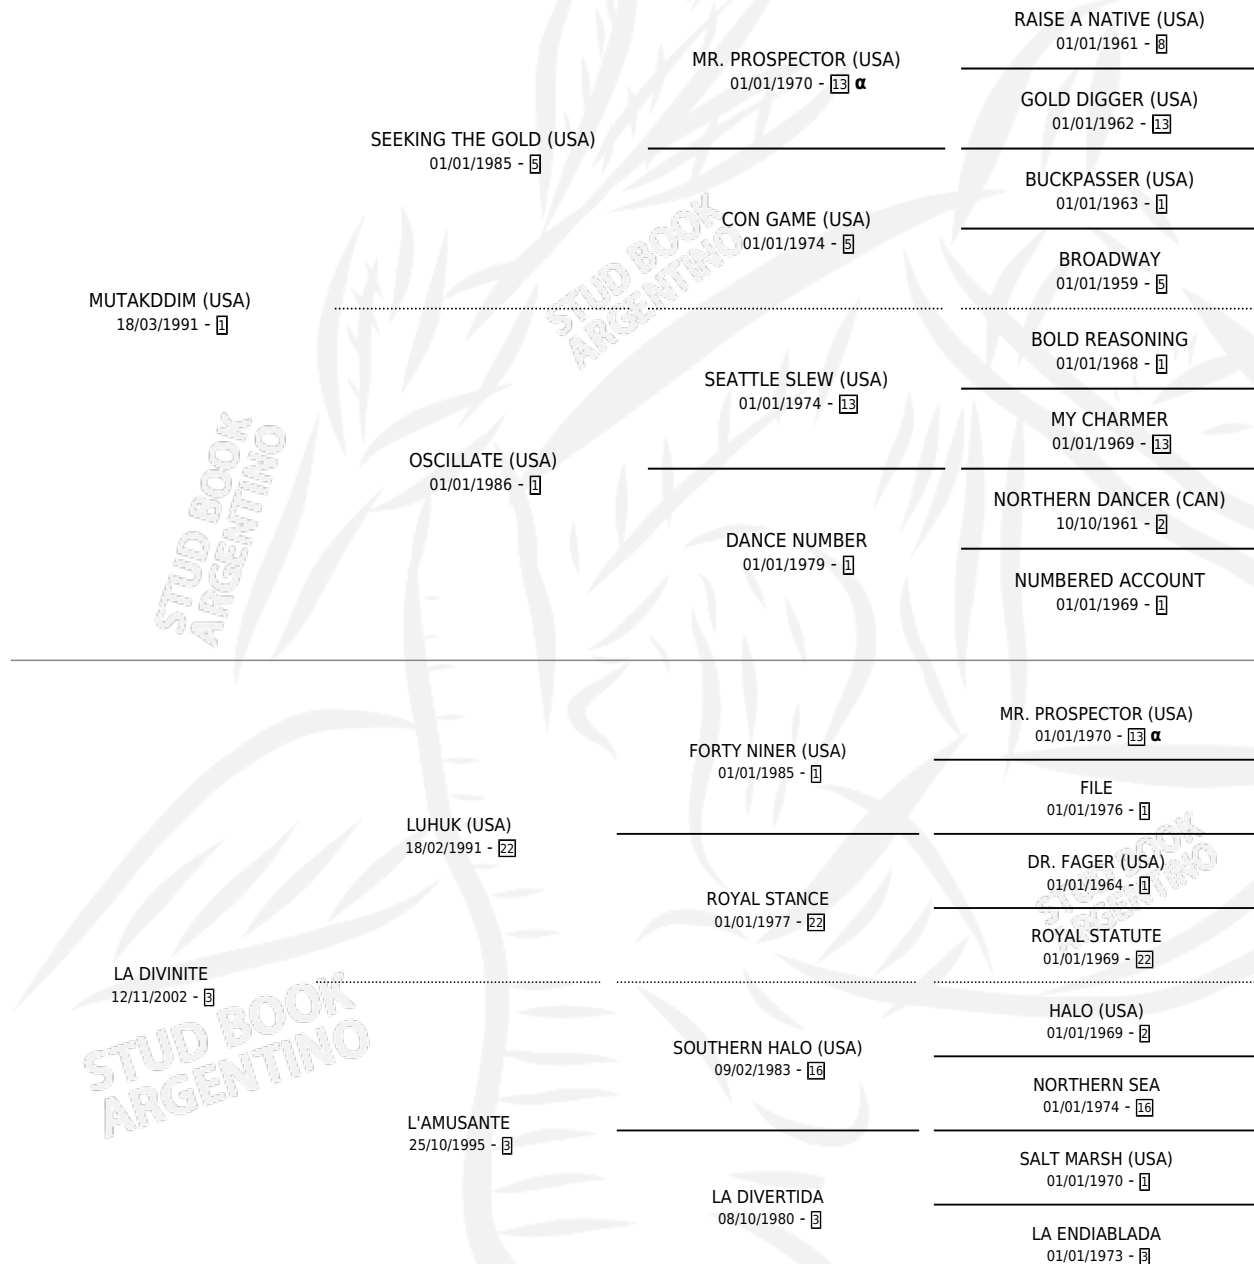 RAISE A NATIVE (USA)
01/01/1961 - 8
MR. PROSPECTOR (USA)
01/01/1970 - 13 α
GOLD DIGGER (USA)
01/01/1962 - 13
SEEKING THE GOLD (USA)
01/01/1985 - 5
BUCKPASSER (USA)
01/01/1963 - 1
CON GAME (USA)
01/01/1974 - 5
BROADWAY
01/01/1959 - 5
MUTAKDDIM (USA)
18/03/1991 - 1
BOLD REASONING
01/01/1968 - 1
SEATTLE SLEW (USA)
01/01/1974 - 13
MY CHARMER
01/01/1969 - 13
OSCILLATE (USA)
01/01/1986 - 1
NORTHERN DANCER (CAN)
10/10/1961 - 2
DANCE NUMBER
01/01/1979 - 1
NUMBERED ACCOUNT
01/01/1969 - 1
MR. PROSPECTOR (USA)
01/01/1970 - 13 α
FORTY NINER (USA)
01/01/1985 - 1
FILE
01/01/1976 - 1
LUHUK (USA)
18/02/1991 - 22
DR. FAGER (USA)
01/01/1964 - 1
ROYAL STANCE
01/01/1977 - 22
ROYAL STATUTE
01/01/1969 - 22
LA DIVINITE
12/11/2002 - 3
HALO (USA)
01/01/1969 - 2
SOUTHERN HALO (USA)
09/02/1983 - 16
NORTHERN SEA
01/01/1974 - 16
L'AMUSANTE
25/10/1995 - 3
SALT MARSH (USA)
01/01/1970 - 1
LA DIVERTIDA
08/10/1980 - 3
LA ENDIABLADA
01/01/1973 - 3
STUD BOOK
ARGENTINO
STUD BOOK
ARGENTINO
STUD BOOK
ARGENTINO
STUD BOOK
ARGENTINO